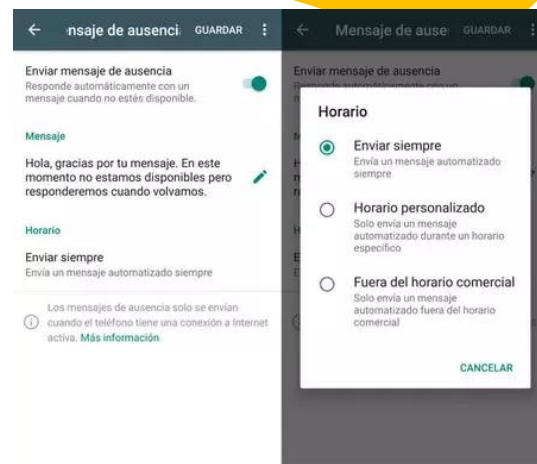 nsaje de ausenci GUARDAR
Enviar mensaje de ausencia
Responde automáticamente con un
mensaje cuando no estés disponible.
Mensaje
Hola, gracias por tu mensaje. En este
momento no estamos disponibles pero
responderemos cuando volvamos.
Horario
Enviar siempre
Envía un mensaje automatizado siempre
Los mensajes de ausencia solo se envían
cuando el teléfono tiene una conexión a Internet
activa. Más información
Mensaje de ause GUARDAR
Enviar mensaje de ausencia
Horario
Enviar siempre
Envía un mensaje automatizado
siempre
Horario personalizado
Solo envía un mensaje
automatizado durante un horario
específico
Fuera del horario comercial
Solo envía un mensaje
automatizado fuera del horario
comercial
CANCELAR